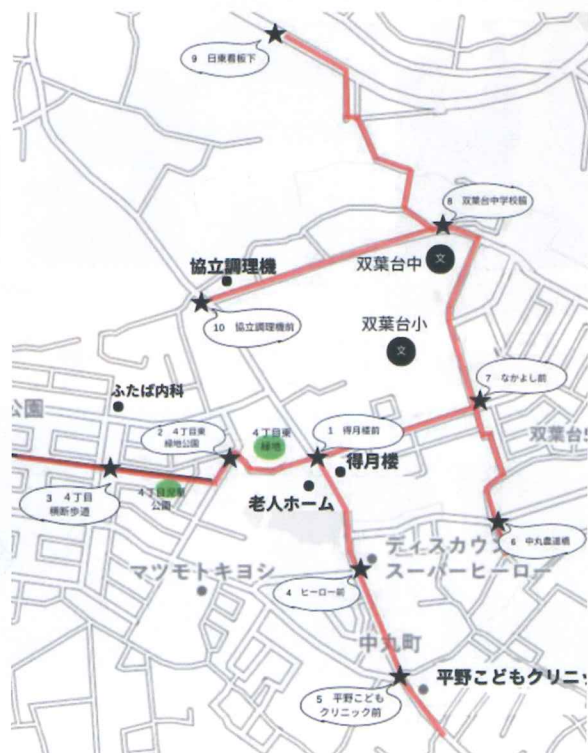 9 日東看板下
8 双葉台中学校脇
双葉台中
文
協立調理機
10 協立調理機前
双葉台小
文
7 なかよし前
ふたば内科
公園
2 4丁目東
緑地公園
4丁目東
緑地
1 得月楼前
双葉台
得月楼
3 4丁目
横断歩道
4丁目
公園
老人ホーム
6 中丸農道橋
ディスカウ
スーパーヒーロー
マツモトキヨシ
4 ヒーロー前
中丸町
5 平野こども
クリニック前
平野こどもクリニッ